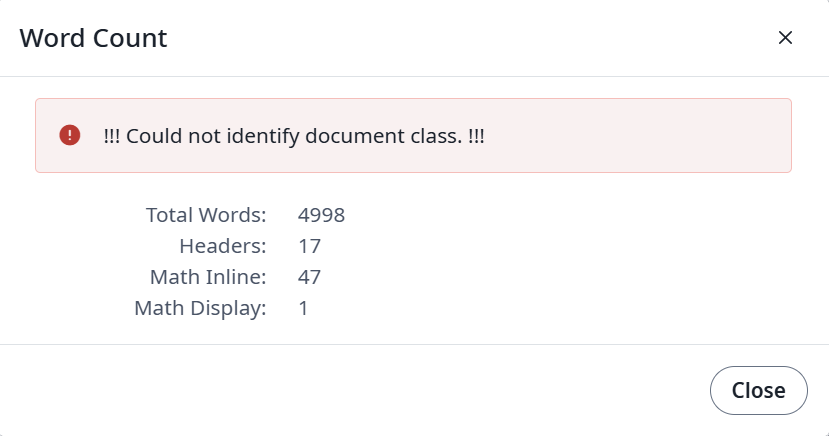 Word Count
!!! Could not identify document class. !!!
Total Words: 4998
Headers: 17
Math Inline: 47
Math Display: 1
Close